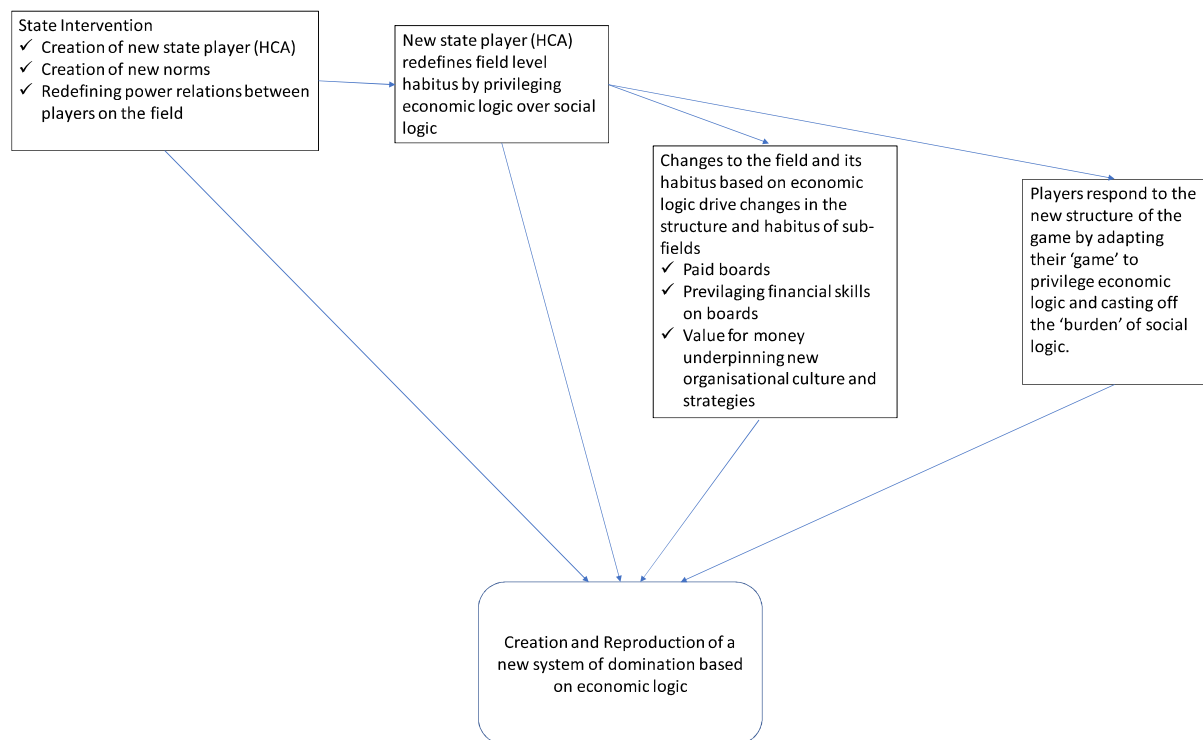 State Intervention
✓ Creation of new state player (HCA)
✓ Creation of new norms
✓ Redefining power relations between
players on the field
New state player (HCA)
redefines field level
habitus by privileging
economic logic over social
logic
Changes to the field and its
habitus based on economic
logic drive changes in the
structure and habitus of sub-
fields
✓ Paid boards
✓ Previlaging financial skills
on boards
✓ Value for money
underpinning new
organisational culture and
strategies
Players respond to the
new structure of the
game by adapting
their ‘game’ to
privilege economic
logic and casting off
the ‘burden’ of social
logic.
Creation and Reproduction of a
new system of domination based
on economic logic